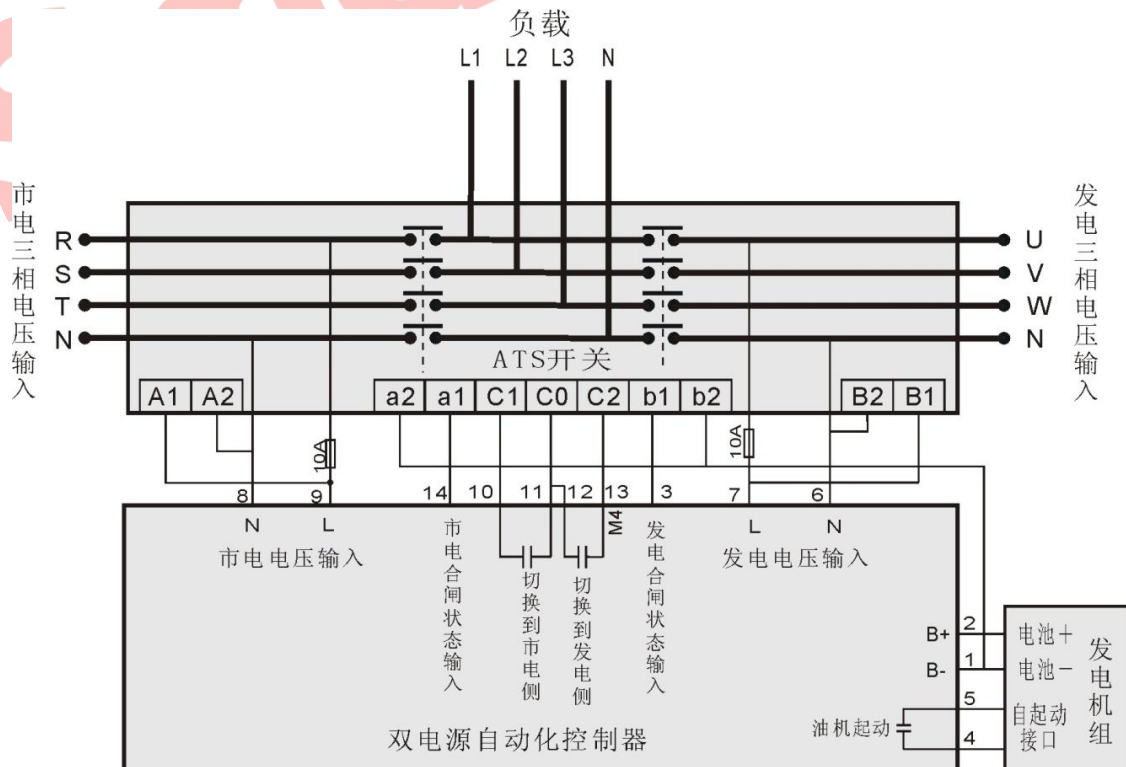 负载
L1 L2 L3 N
市电三相电压输入
发电三相电压输入
R
S
T
N
U
V
W
N
ATS开关
A1 A2 a2 a1 C1 C0 C2 b1 b2 B2 B1
10A
10A
8 9 14 10 11 12 13 3 7 6
M4
N L
市电电压输入
市电合闸状态输入
切换到市电侧
切换到发电侧
发电合闸状态输入
L N
发电电压输入
B+ 2 电池+
B- 1 电池-
油机起动
5
4
自起动
接口
发电机组
双电源自动化控制器